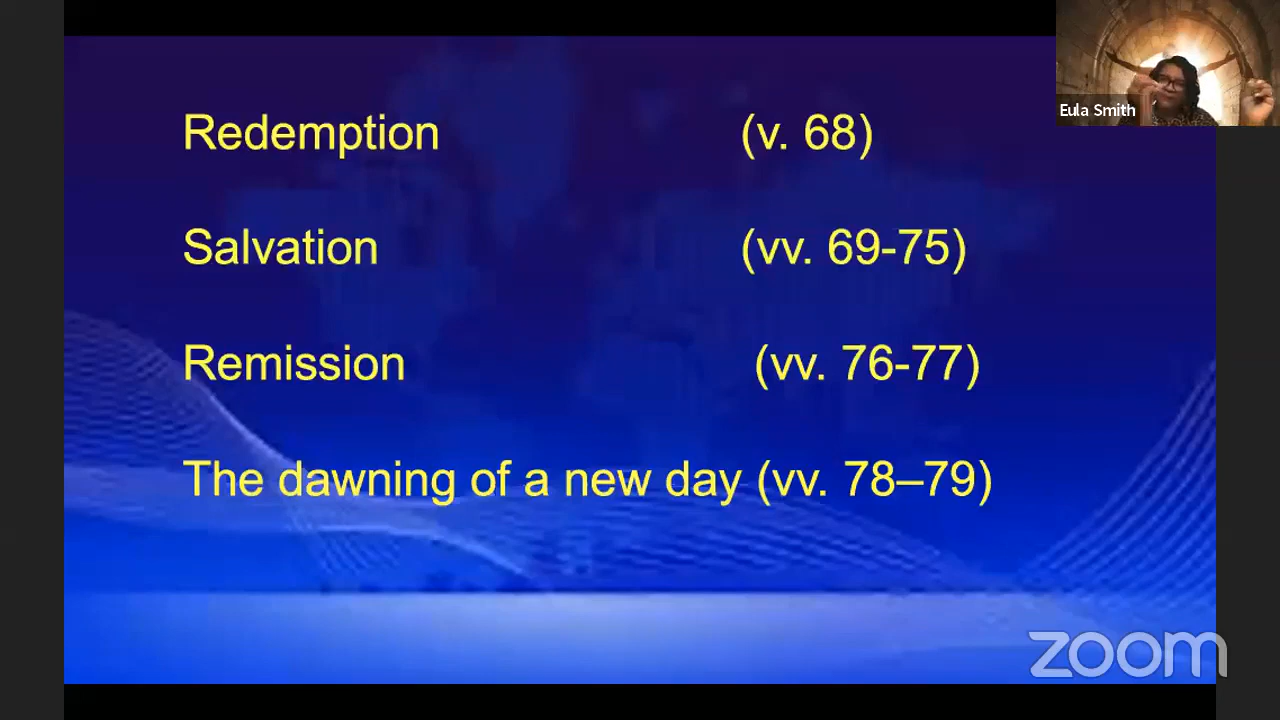 Redemption (v. 68)
Eula Smith
Salvation (vv. 69-75)
Remission (vv. 76-77)
The dawning of a new day (vv. 78–79)
zoom